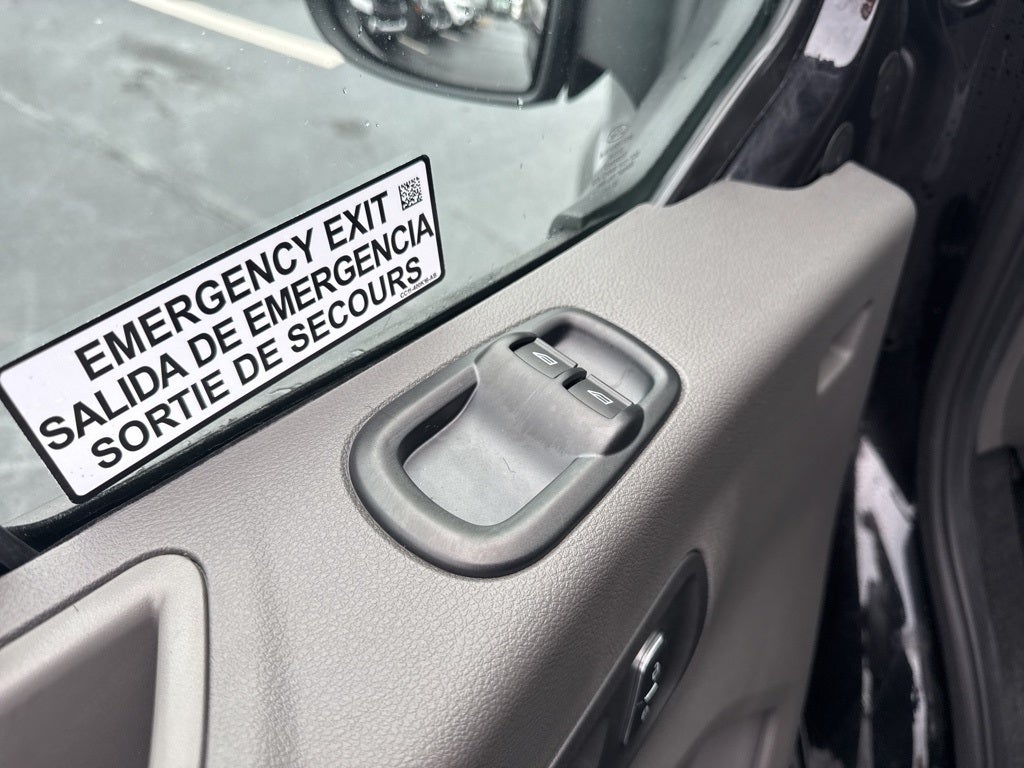 EMERGENCY EXIT
SALIDA DE EMERGENCIA
SORTIE DE SECOURS